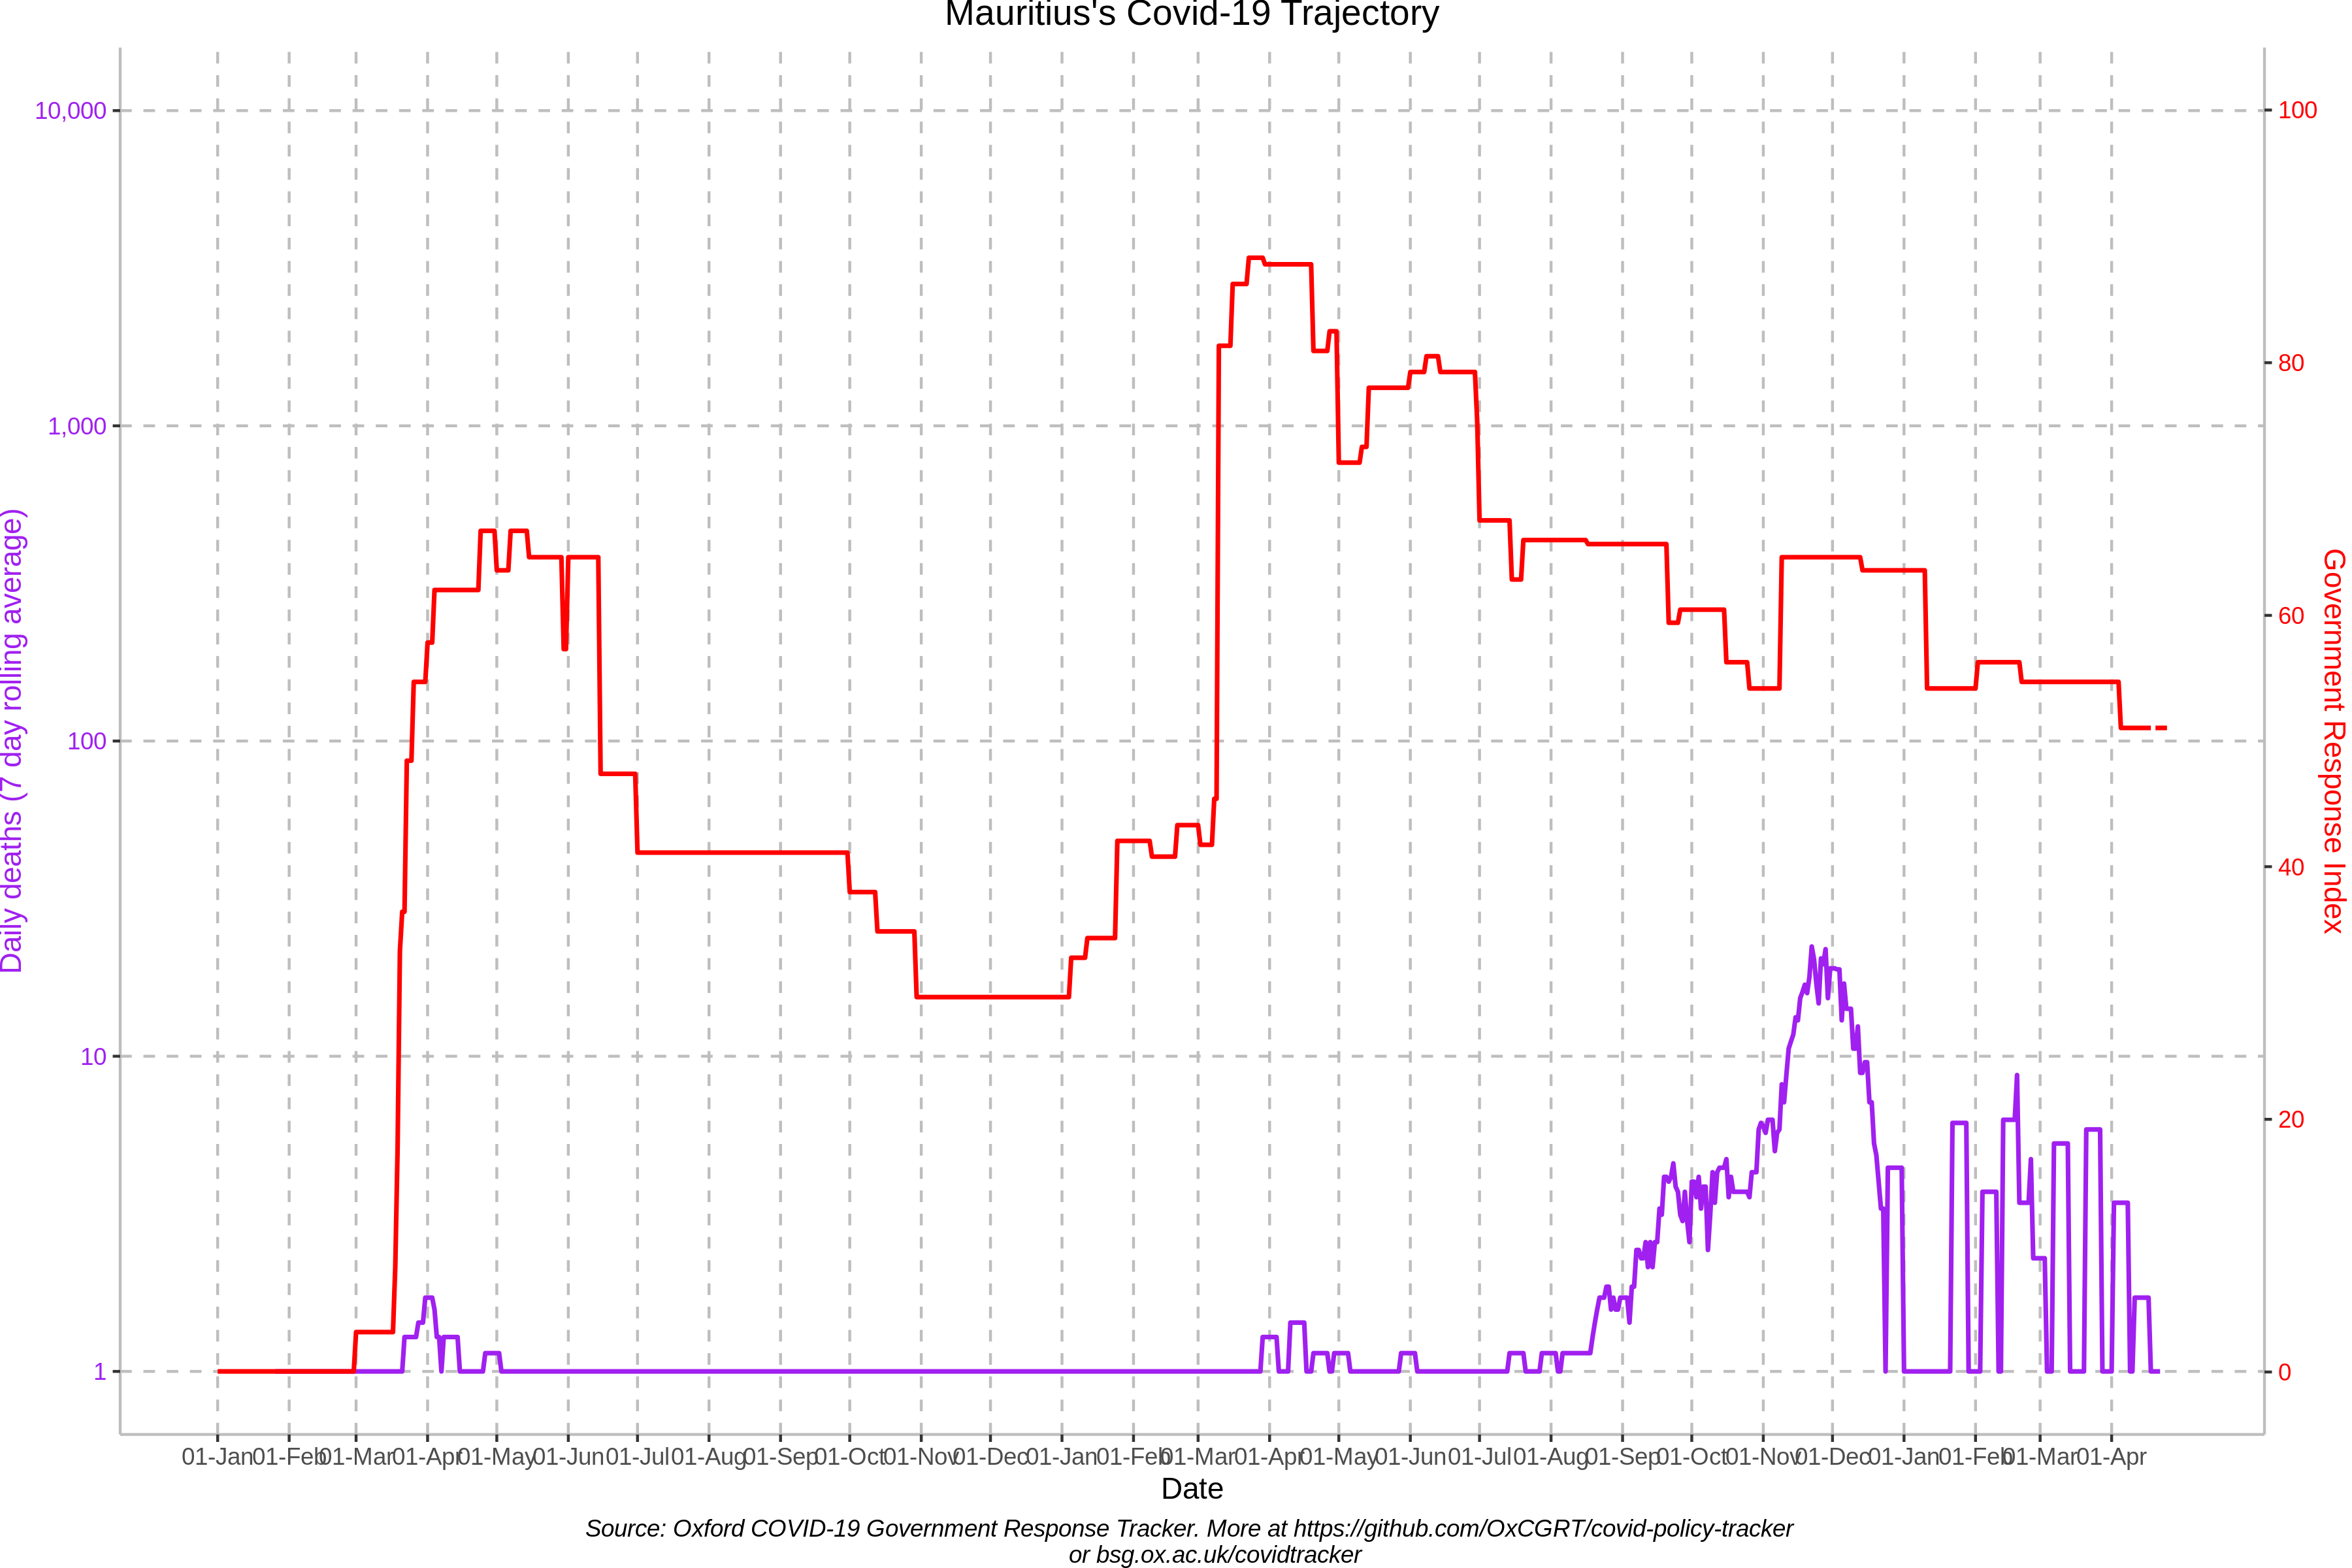 Mauritius's Covid-19 Trajectory
10,000
1,000
100
10
1
Daily deaths (7 day rolling average)
100
80
60
40
20
0
Government Response Index
01-Jan 01-Feb 01-Mar 01-Apr 01-May 01-Jun 01-Jul 01-Aug 01-Sep 01-Oct 01-Nov 01-Dec 01-Jan 01-Feb 01-Mar 01-Apr 01-May 01-Jun 01-Jul 01-Aug 01-Sep 01-Oct 01-Nov 01-Dec 01-Jan 01-Feb 01-Mar 01-Apr
Date
Source: Oxford COVID-19 Government Response Tracker. More at https://github.com/OxCGRT/covid-policy-tracker
or bsg.ox.ac.uk/covidtracker